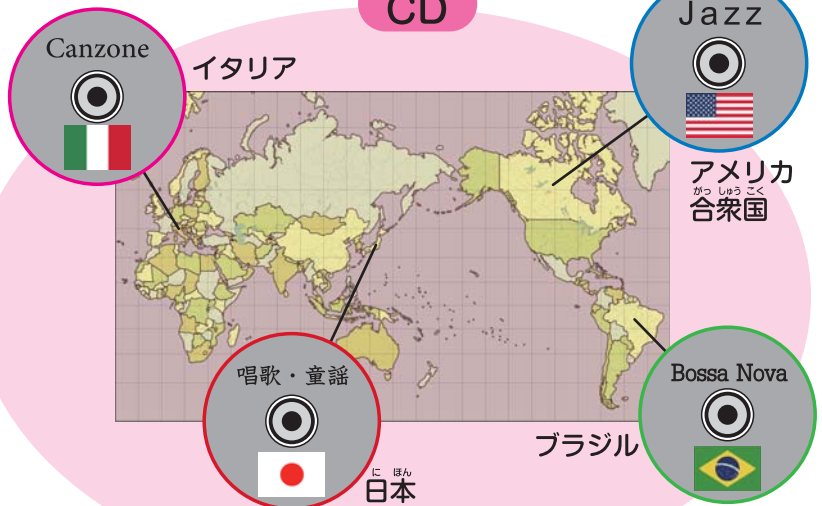 CD
Canzone
イタリア
Jazz
アメリカ
がっしゅうこく
合衆国
唱歌・童謡
にほん
日本
Bossa Nova
ブラジル